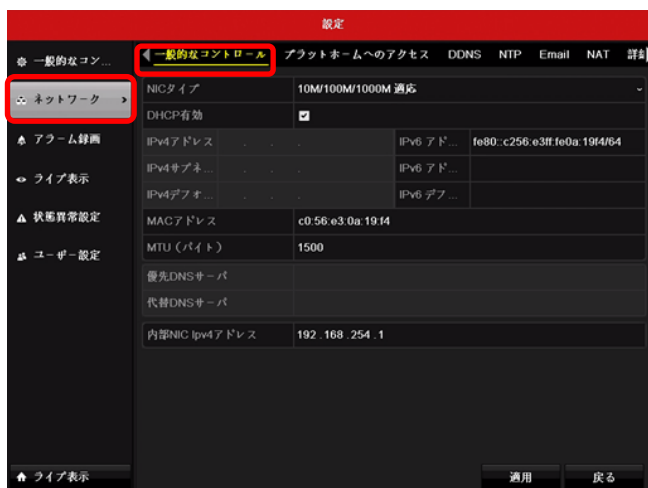 設定
一般的なコン...
ネットワーク
アラーム録画
ライブ表示
状態異常設定
ユーザー設定
ライブ表示
一般的なコントロール プラットホームへのアクセス DDNS NTP Email NAT
NICタイプ 10M/100M/1000M 適応
DHCP有効
IPv4アドレス . . . IPv6 アド... fe80::c256:e3ff:fe0a:19f4/64
IPv4サブネ... . . . IPv6 アド...
IPv4デフォ... . . . IPv6 デフ...
MACアドレス c0:56:e3:0a:19:f4
MTU（バイト） 1500
優先DNSサーバ
代替DNSサーバ
内部NIC Ipv4アドレス 192 . 168 . 254 . 1
適用 戻る